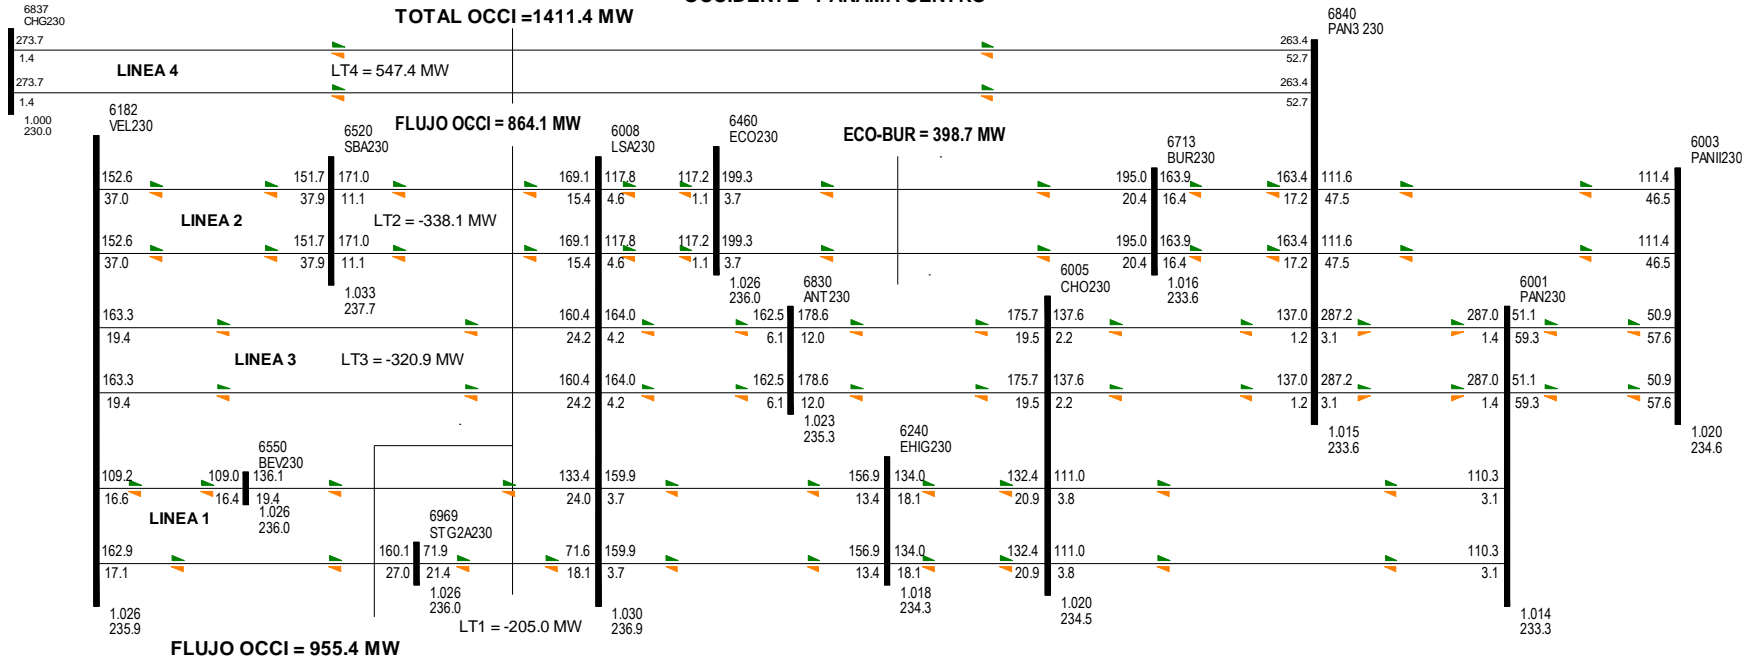 6837
CHG230
TOTAL OCCI =1411.4 MW
6840
PAN3 230
273.7
1.4
LINEA 4
LT4 = 547.4 MW
263.4
52.7
273.7
1.4
263.4
52.7
1.000
230.0
6182
VEL230
6520
SBA230
FLUJO OCCI = 864.1 MW
6008
LSA230
6460
ECO230
ECO-BUR = 398.7 MW
6713
BUR230
6003
PANII230
152.6 151.7 171.0 169.1 117.8 117.2 199.3 195.0 163.9 163.4 111.6 111.4
37.0 37.9 11.1 15.4 4.6 1.1 3.7 20.4 16.4 17.2 47.5 46.5
LINEA 2
LT2 = -338.1 MW
152.6 151.7 171.0 169.1 117.8 117.2 199.3 195.0 163.9 163.4 111.6 111.4
37.0 37.9 11.1 15.4 4.6 1.1 3.7 20.4 16.4 17.2 47.5 46.5
1.033
237.7
1.026
236.0
6830
ANT230
6005
CHO230
1.016
233.6
6001
PAN230
163.3 160.4 164.0 162.5 178.6 175.7 137.6 137.0 287.2 287.0 51.1 50.9
19.4 24.2 4.2 6.1 12.0 19.5 2.2 1.2 3.1 1.4 59.3 57.6
LINEA 3
LT3 = -320.9 MW
163.3 160.4 164.0 162.5 178.6 175.7 137.6 137.0 287.2 287.0 51.1 50.9
19.4 24.2 4.2 6.1 12.0 19.5 2.2 1.2 3.1 1.4 59.3 57.6
1.023
235.3
1.015
233.6
1.020
234.6
6550
BEV230
6240
EHIG230
109.2 109.0 136.1 133.4 159.9 156.9 134.0 132.4 111.0 110.3
16.6 16.4 19.4 24.0 3.7 13.4 18.1 20.9 3.8 3.1
1.026
236.0
LINEA 1
6969
STG2A230
162.9 160.1 71.9 71.6 159.9 156.9 134.0 132.4 111.0 110.3
17.1 27.0 21.4 18.1 3.7 13.4 18.1 20.9 3.8 3.1
1.026
236.0
1.018
234.3
1.020
234.5
1.026
235.9
LT1 = -205.0 MW
1.030
236.9
1.014
233.3
FLUJO OCCI = 955.4 MW